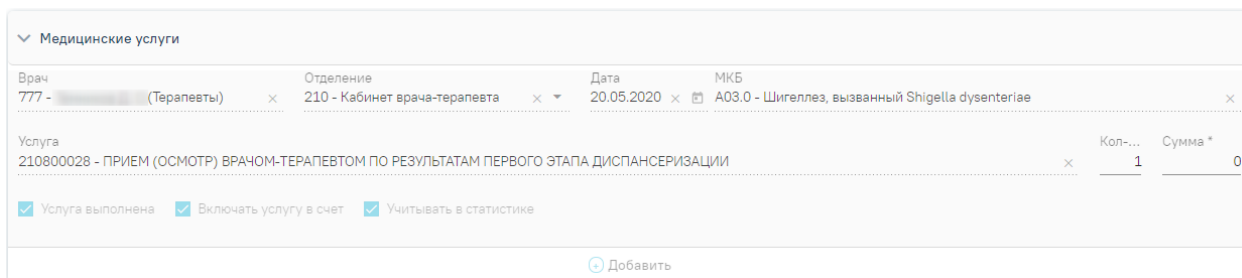 Медицинские услуги
Врач Отделение Дата МКБ
777 - (Терапевты) 210 - Кабинет врача-терапевта 20.05.2020 A03.0 - Шигеллез, вызванный Shigella dysenteriae
Услуга Кол-... Сумма *
210800028 - ПРИЕМ (ОСМОТР) ВРАЧОМ-ТЕРАПЕВТОМ ПО РЕЗУЛЬТАТАМ ПЕРВОГО ЭТАПА ДИСПАНСЕРИЗАЦИИ 1 0
Услуга выполнена Включать услугу в счет Учитывать в статистике
Добавить